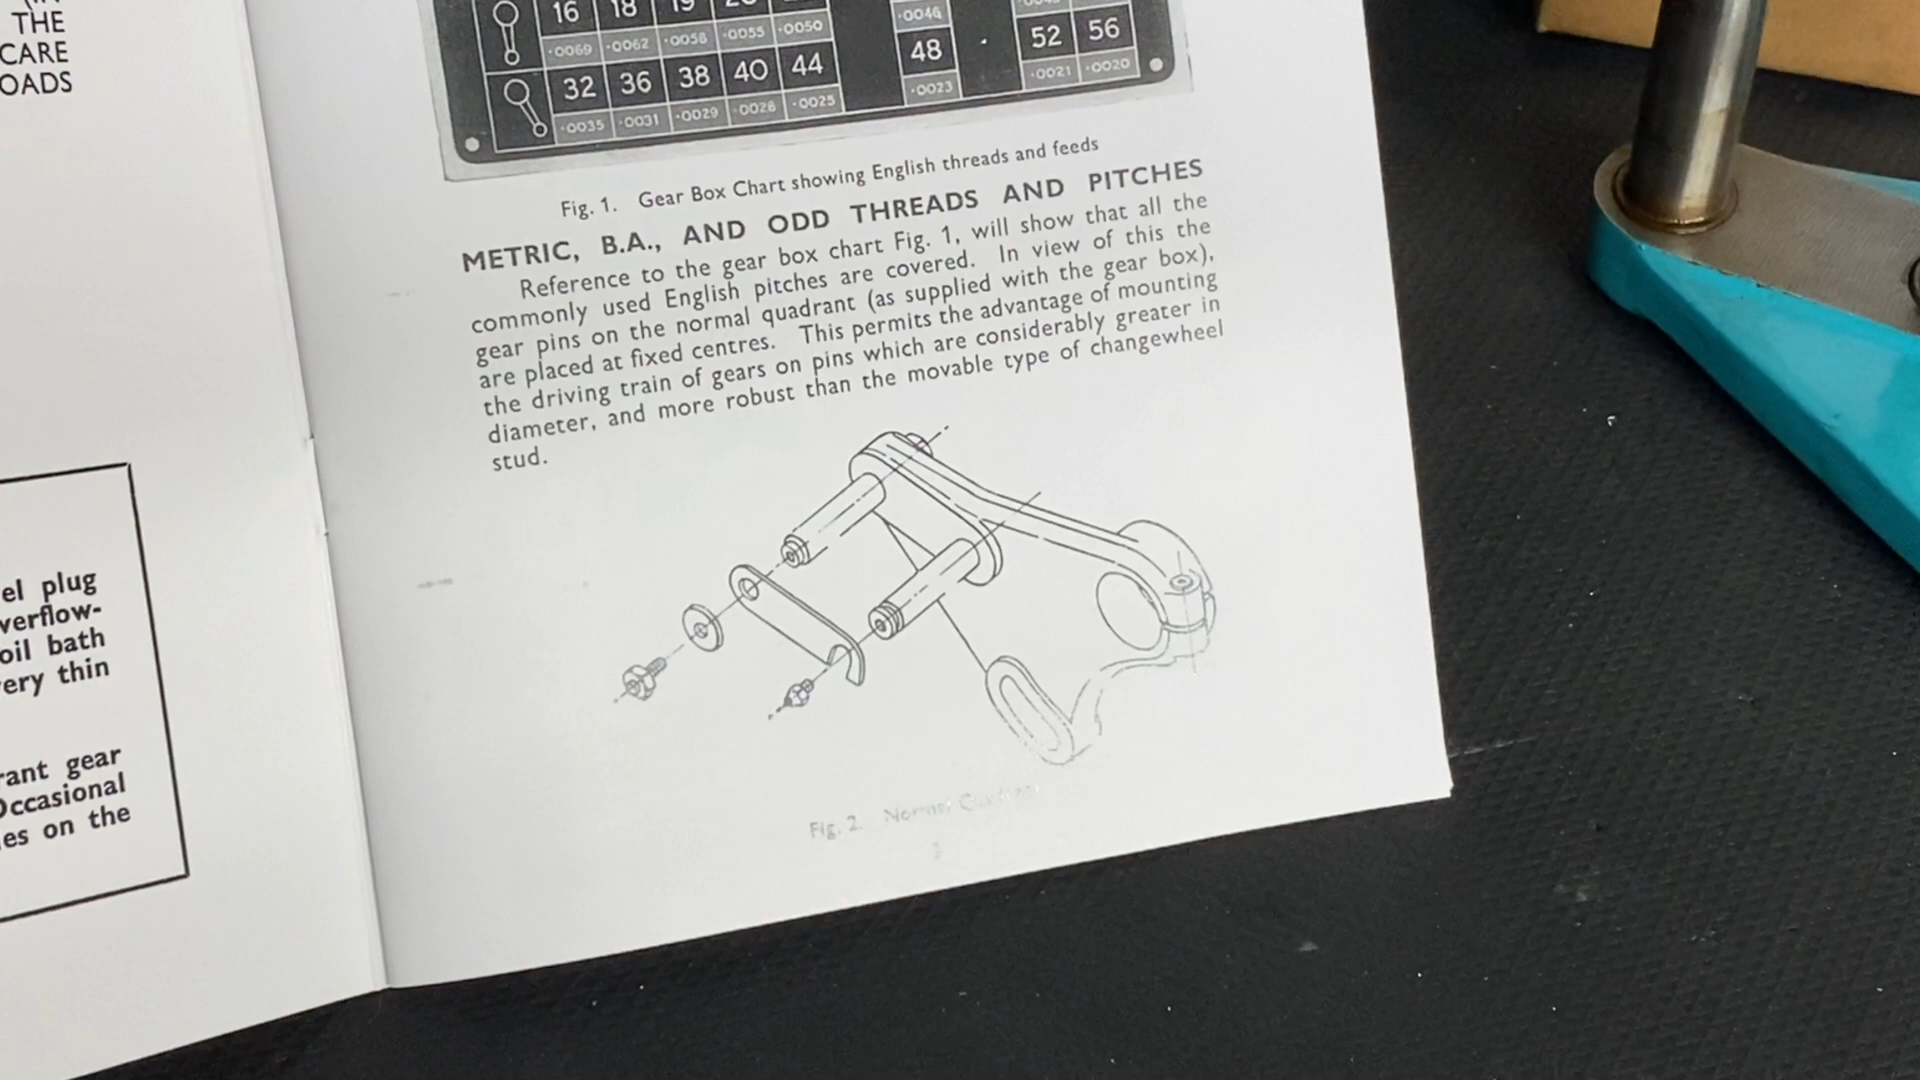 THE
CARE
OADS
el plug
verflow-
oil bath
ery thin
rant gear
Occasional
es on the
16 18 19
·0069 ·0062 ·0058 ·0055 ·0050 ·0046
32 36 38 40 44 48 52 56
·0035 ·0031 ·0029 ·0028 ·0025 ·0023 ·0021 ·0020
Fig. 1. Gear Box Chart showing English threads and feeds
METRIC, B.A., AND ODD THREADS AND PITCHES
Reference to the gear box chart Fig. 1, will show that all the
commonly used English pitches are covered. In view of this the
gear pins on the normal quadrant (as supplied with the gear box),
are placed at fixed centres. This permits the advantage of mounting
the driving train of gears on pins which are considerably greater in
diameter, and more robust than the movable type of changewheel
stud.
Fig. 2. Normal